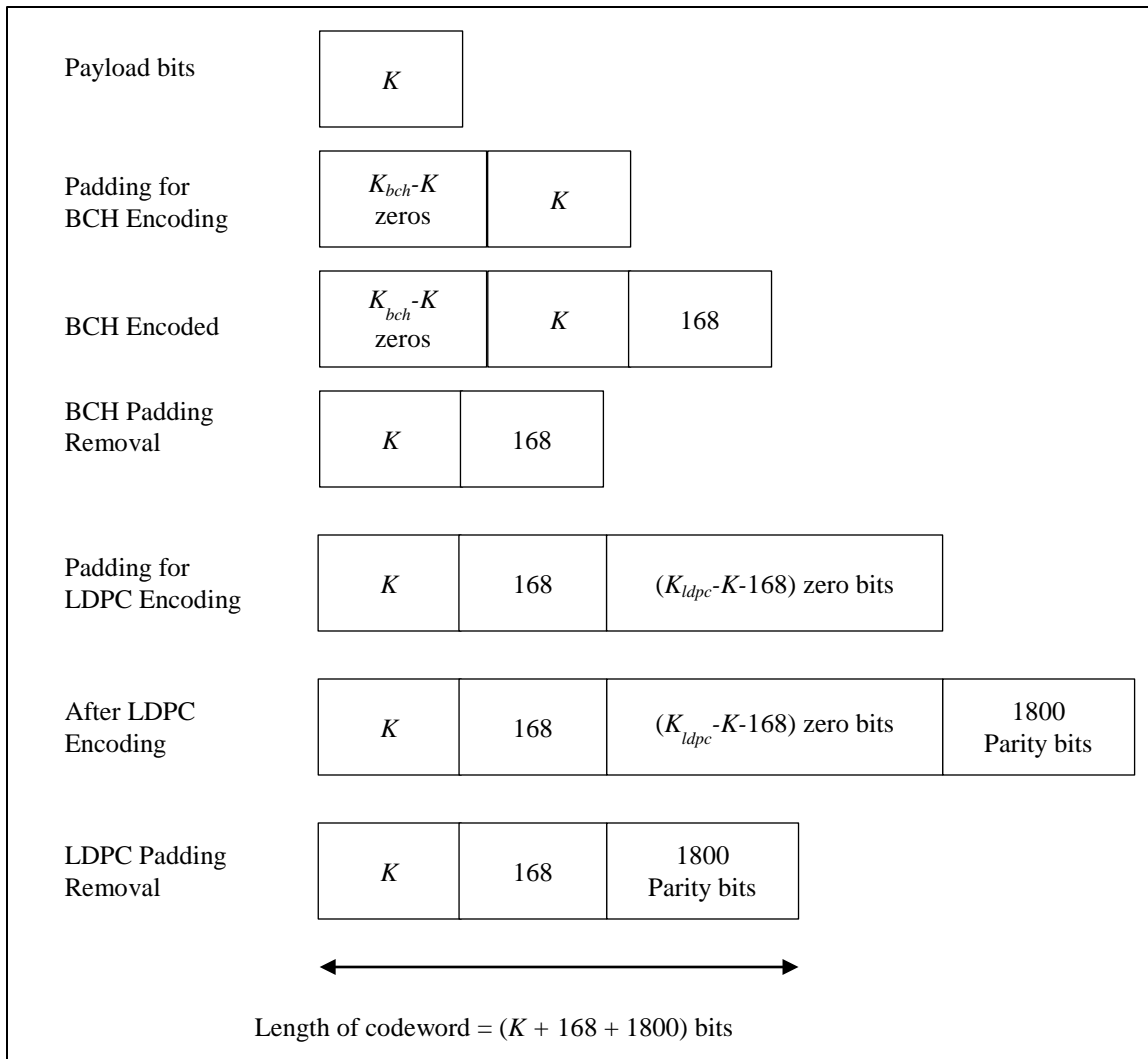 Payload bits
K
Padding for
BCH Encoding
K_bch-K
zeros
K
BCH Encoded
K_bch-K
zeros
K
168
BCH Padding
Removal
K
168
Padding for
LDPC Encoding
K
168
(K_ldpc-K-168) zero bits
After LDPC
Encoding
K
168
(K_ldpc-K-168) zero bits
1800
Parity bits
LDPC Padding
Removal
K
168
1800
Parity bits
Length of codeword = (K + 168 + 1800) bits